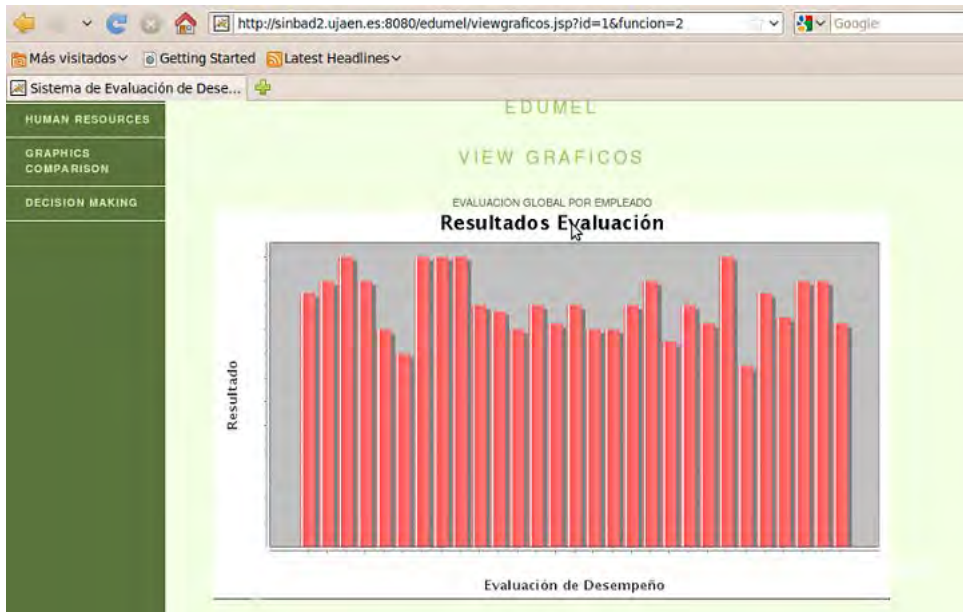 http://sinbad2.ujaen.es:8080/edumel/viewgraficos.jsp?id=1&funcion=2
Google
Más visitados
Getting Started
Latest Headlines
Sistema de Evaluación de Dese...
HUMAN RESOURCES
GRAPHICS
COMPARISON
DECISION MAKING
EDUMEL
VIEW GRAFICOS
EVALUACION GLOBAL POR EMPLEADO
Resultados Evaluación
Resultado
Evaluación de Desempeño